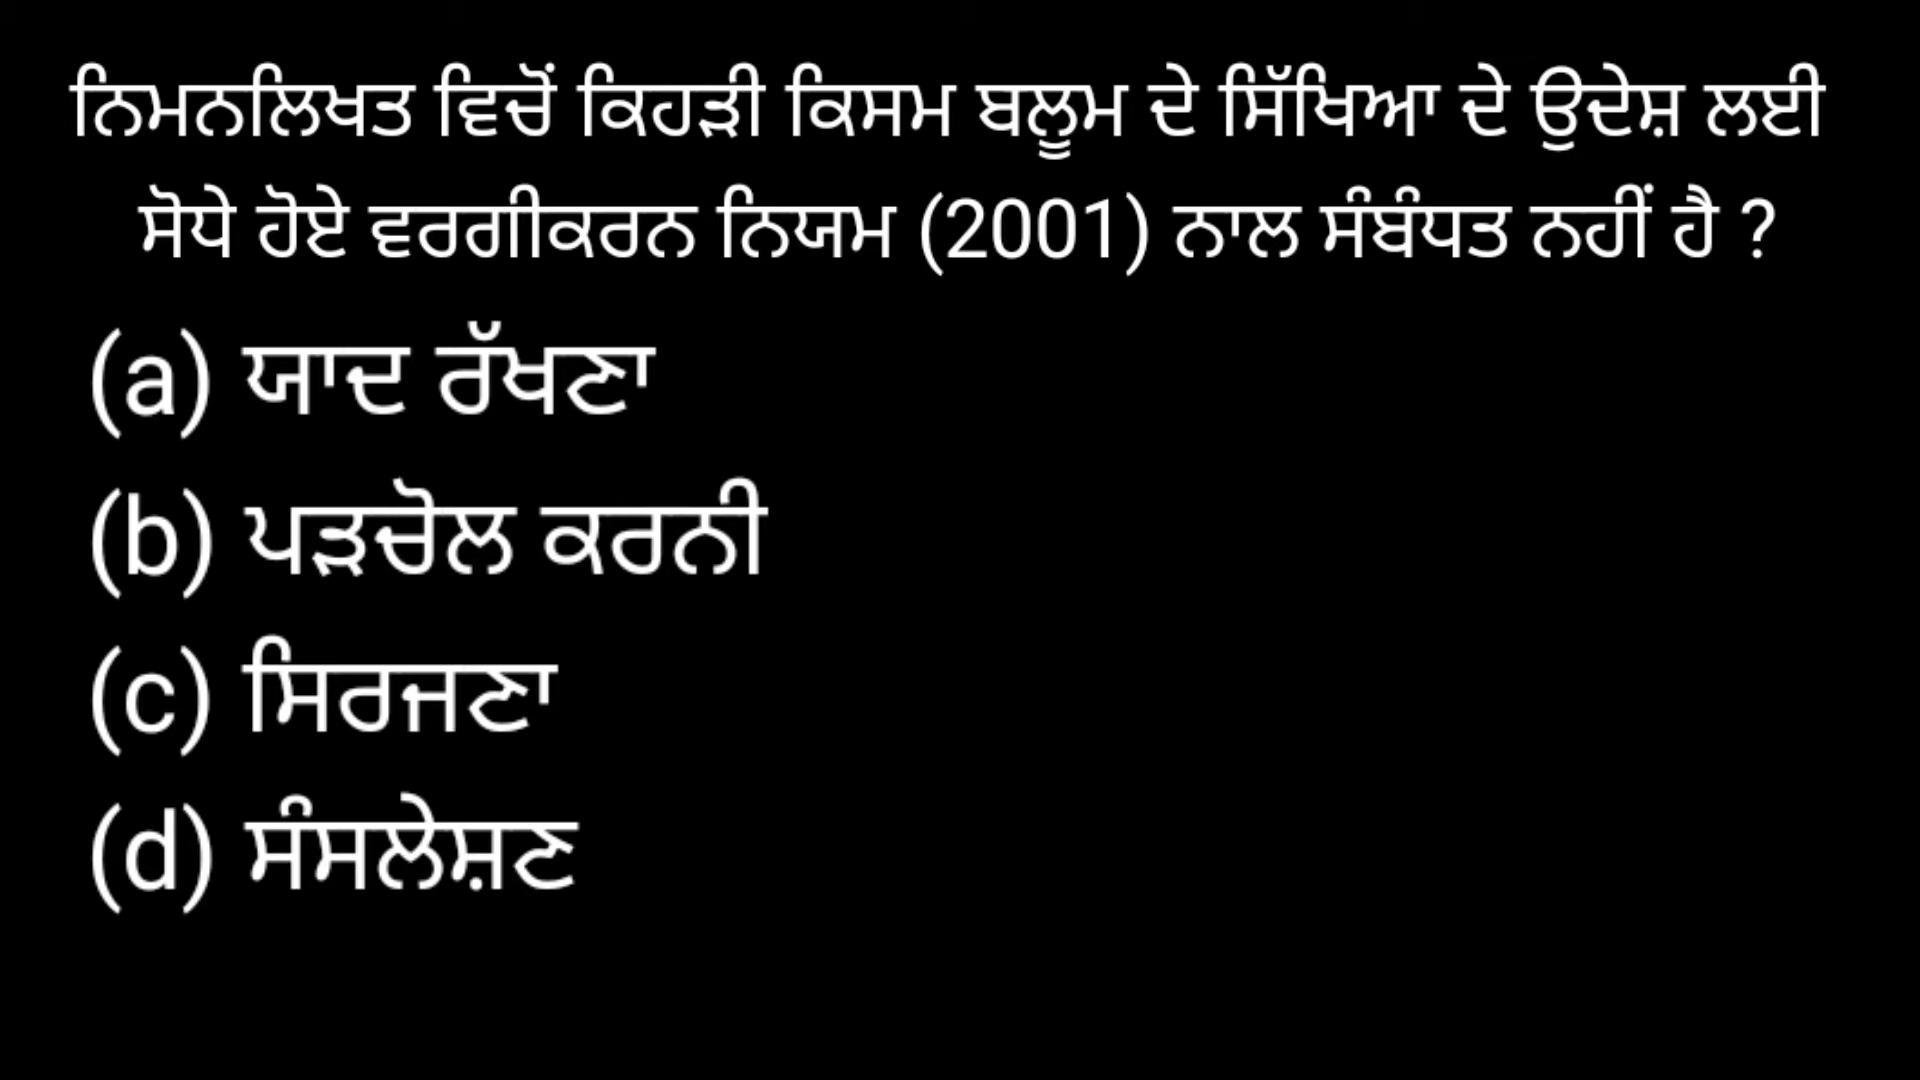 ਨਿਮਨਲਿਖਤ ਵਿਚੋਂ ਕਿਹੜੀ ਕਿਸਮ ਬਲੂਮ ਦੇ ਸਿੱਖਿਆ ਦੇ ਉਦੇਸ਼ ਲਈ
ਸੋਧੇ ਹੋਏ ਵਰਗੀਕਰਨ ਨਿਯਮ (2001) ਨਾਲ ਸੰਬੰਧਤ ਨਹੀਂ ਹੈ ?
(a) ਯਾਦ ਰੱਖਣਾ
(b) ਪੜਚੋਲ ਕਰਨੀ
(c) ਸਿਰਜਣਾ
(d) ਸੰਸਲੇਸ਼ਣ